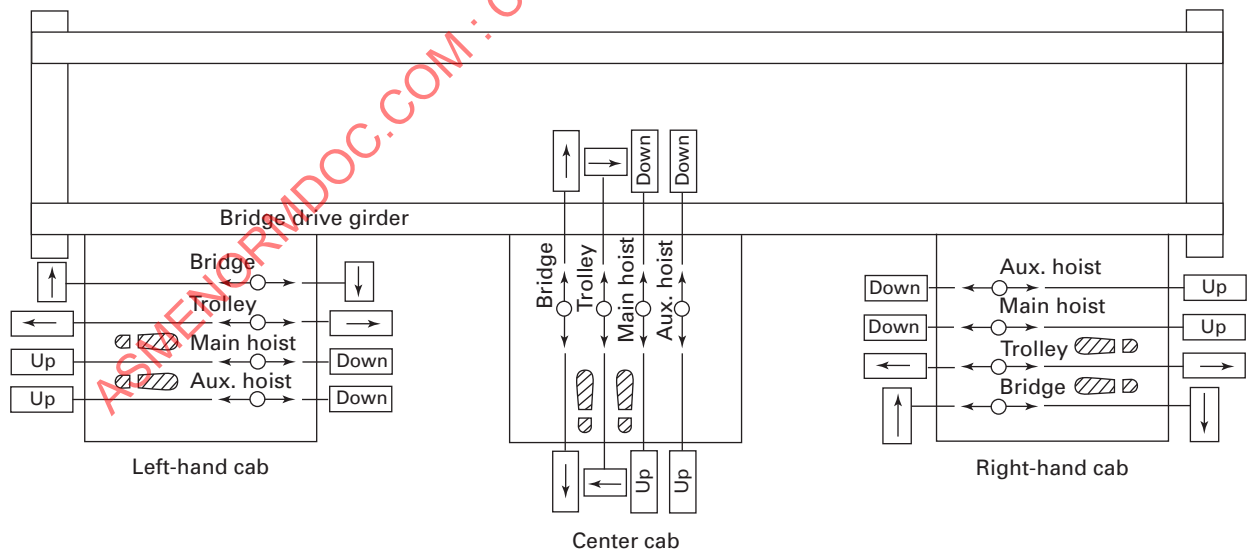 ASMENORMDOC.COM : C
Down
Down
Bridge drive girder
Bridge
Trolley
Up
Main hoist
Down
Up
Aux. hoist
Down
Left-hand cab
Bridge
Trolley
Main hoist
Aux. hoist
Up
Up
Center cab
Down
Aux. hoist
Up
Down
Main hoist
Up
Trolley
Bridge
Right-hand cab